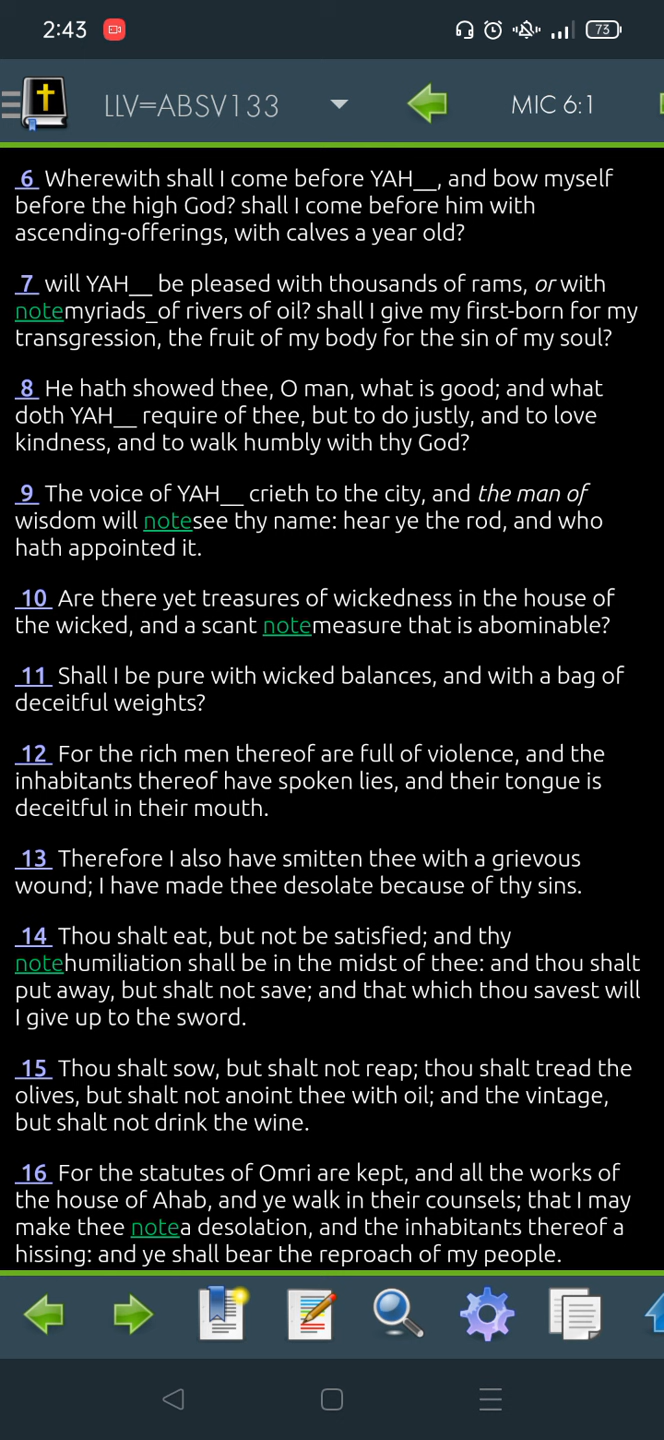 2:43
73
LLV=ABSV133
MIC 6:1
6 Wherewith shall I come before YAH__, and bow myself
before the high God? shall I come before him with
ascending-offerings, with calves a year old?
7 will YAH__ be pleased with thousands of rams, or with
notemyriads_of rivers of oil? shall I give my first-born for my
transgression, the fruit of my body for the sin of my soul?
8 He hath showed thee, O man, what is good; and what
doth YAH__ require of thee, but to do justly, and to love
kindness, and to walk humbly with thy God?
9 The voice of YAH__ crieth to the city, and the man of
wisdom will notesee thy name: hear ye the rod, and who
hath appointed it.
10 Are there yet treasures of wickedness in the house of
the wicked, and a scant notemeasure that is abominable?
11 Shall I be pure with wicked balances, and with a bag of
deceitful weights?
12 For the rich men thereof are full of violence, and the
inhabitants thereof have spoken lies, and their tongue is
deceitful in their mouth.
13 Therefore I also have smitten thee with a grievous
wound; I have made thee desolate because of thy sins.
14 Thou shalt eat, but not be satisfied; and thy
notehumiliation shall be in the midst of thee: and thou shalt
put away, but shalt not save; and that which thou savest will
I give up to the sword.
15 Thou shalt sow, but shalt not reap; thou shalt tread the
olives, but shalt not anoint thee with oil; and the vintage,
but shalt not drink the wine.
16 For the statutes of Omri are kept, and all the works of
the house of Ahab, and ye walk in their counsels; that I may
make thee notea desolation, and the inhabitants thereof a
hissing: and ye shall bear the reproach of my people.